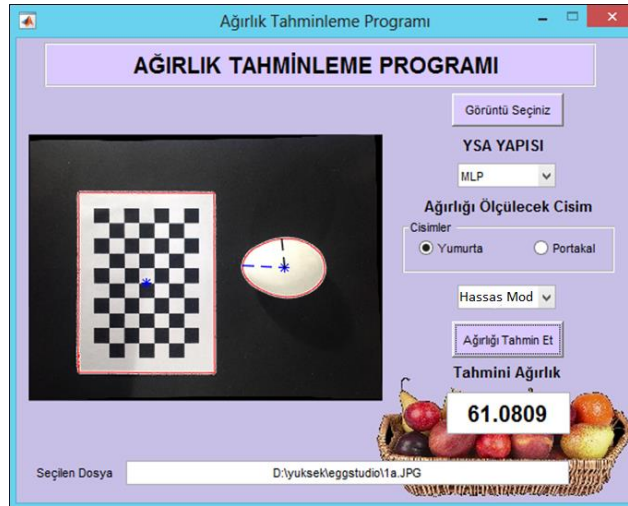 Ağırlık Tahminleme Programı
AĞIRLIK TAHMİNLEME PROGRAMI
Görüntü Seçiniz
YSA YAPISI
MLP
Ağırlığı Ölçülecek Cisim
Cisimler
Yumurta
Portakal
Hassas Mod
Ağırlığı Tahmin Et
Tahmini Ağırlık
61.0809
Seçilen Dosya
D:\yuksek\eggstudio\1a.JPG